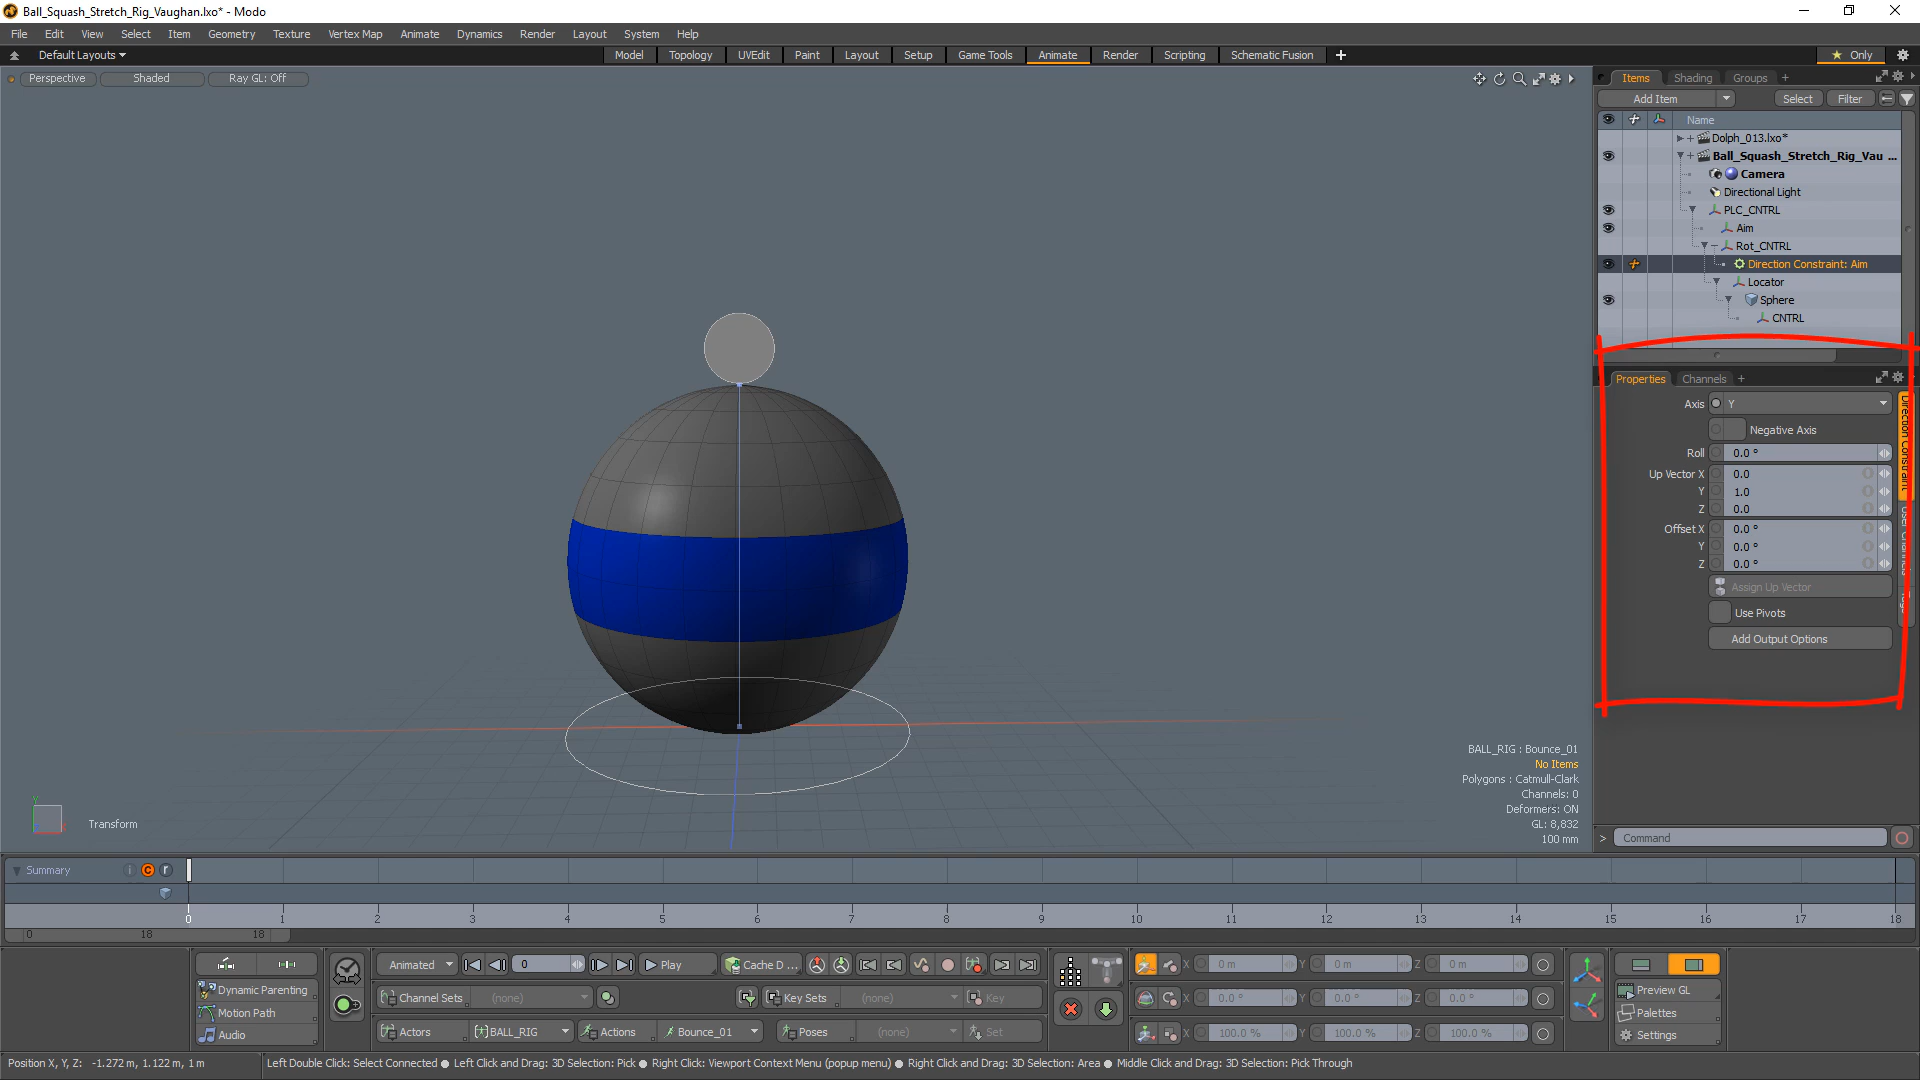 Ball_Squash_Stretch_Rig_Vaughan.lxo* - Modo
File Edit View Select Item Geometry Texture Vertex Map Animate Dynamics Render Layout System Help
Default Layouts Model Topology UVEdit Paint Layout Setup Game Tools Animate Render Scripting Schematic Fusion + Only
Perspective Shaded Ray GL: Off
Items Shading Groups +
Add Item Select Filter
Name
Dolph_013.lxo*
Ball_Squash_Stretch_Rig_Vau ...
Camera
Directional Light
PLC_CNTRL
Aim
Rot_CNTRL
Direction Constraint: Aim
Locator
Sphere
CNTRL
Properties Channels +
Axis Y
Negative Axis
Roll 0.0 °
Up Vector X 0.0
Y 1.0
Z 0.0
Offset X 0.0 °
Y 0.0 °
Z 0.0 °
Assign Up Vector
Use Pivots
Add Output Options
Direction Constraint
BALL_RIG : Bounce_01
No Items
Polygons : Catmull-Clark
Channels: 0
Deformers: ON
GL: 8,832
100 mm
Y
Transform
> Command
Summary i c r
0 1 2 3 4 5 6 7 8 9 10 11 12 13 14 15 16 17 18
0 18 18
Animated 0 Play Cache D ... X 0 m Y 0 m Z 0 m
Dynamic Parenting Channel Sets (none) Key Sets (none) Key X 0.0 ° Y 0.0 ° Z 0.0 ° Preview GL
Motion Path Paletes
Audio Actors BALL_RIG Actions Bounce_01 Poses (none) Set X 100.0 % Y 100.0 % Z 100.0 % Settings
Position X, Y, Z: -1.272 m, 1.122 m, 1 m Left Double Click: Select Connected ● Left Click and Drag: 3D Selection: Pick ● Right Click: Viewport Context Menu (popup menu) ● Right Click and Drag: 3D Selection: Area ● Middle Click and Drag: 3D Selection: Pick Through